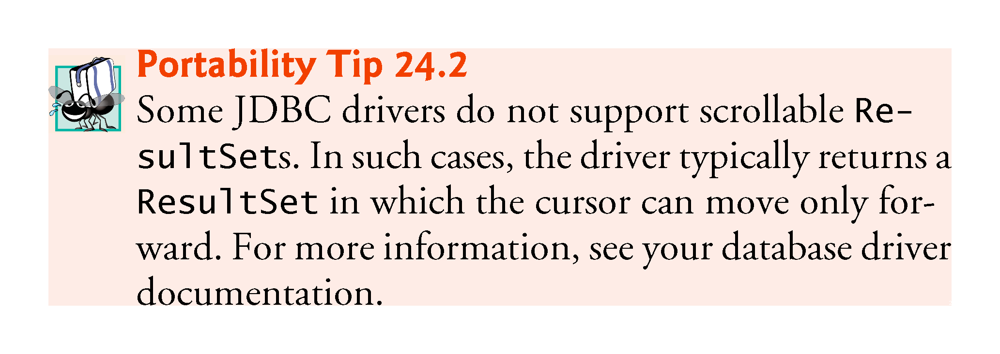 Portability Tip 24.2
Some JDBC drivers do not support scrollable Re-
sultSets. In such cases, the driver typically returns a
ResultSet in which the cursor can move only for-
ward. For more information, see your database driver
documentation.